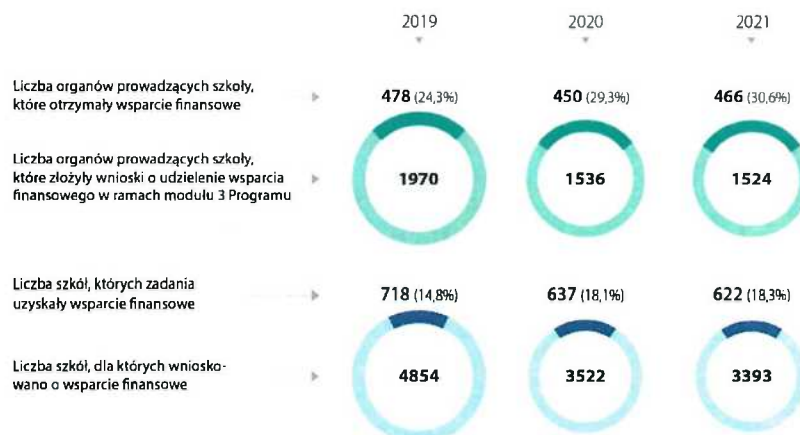 2019 2020 2021
Liczba organów prowadzących szkoły,
które otrzymały wsparcie finansowe
478 (24,3%) 450 (29,3%) 466 (30,6%)
Liczba organów prowadzących szkoły,
które złożyły wnioski o udzielenie wsparcia
finansowego w ramach modułu 3 Programu
1970 1536 1524
Liczba szkół, których zadania
uzyskały wsparcie finansowe
718 (14,8%) 637 (18,1%) 622 (18,3%)
Liczba szkół, dla których wniosko-
wano o wsparcie finansowe
4854 3522 3393